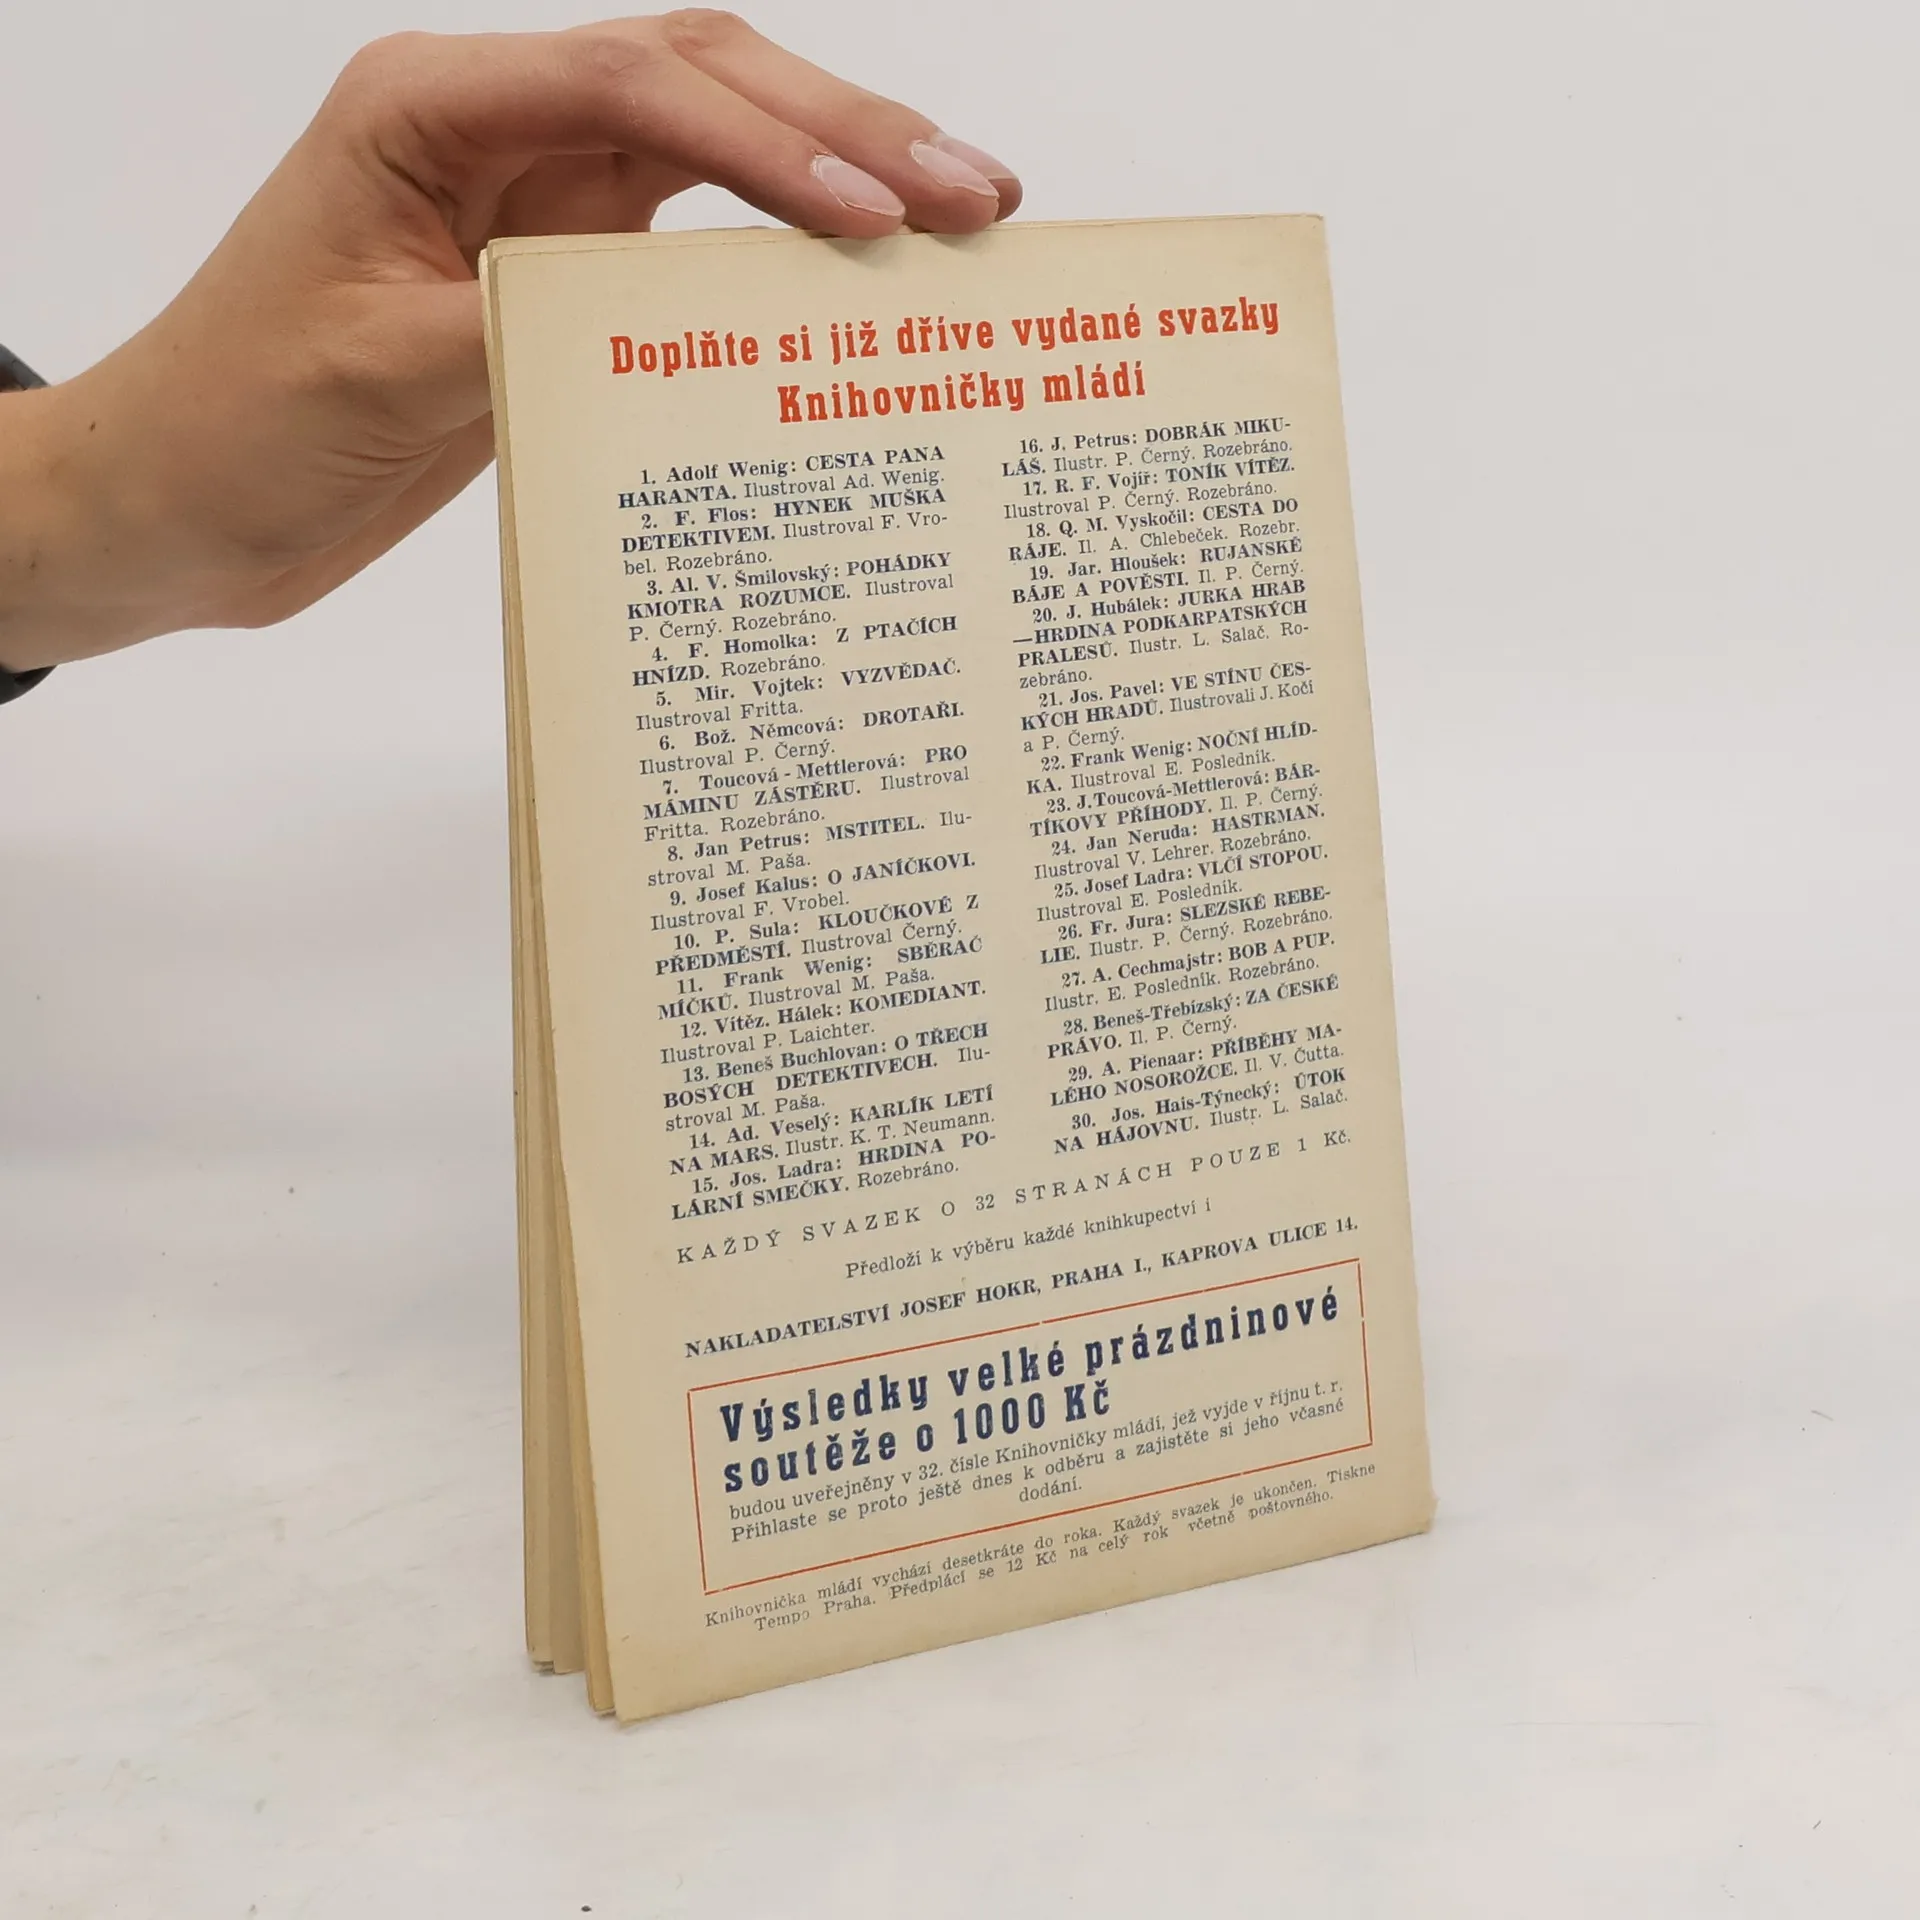 Doplňte si již dříve vydané svazky
Knihovničky mládí
1. Adolf Wenig: CESTA PANA
HARANTA. Ilustroval Ad. Wenig.
2. F. Flos: HYNEK MUŠKA
DETEKTIVEM. Ilustroval F. Vro-
bel. Rozebráno.
3. Al. V. Šmilovský: POHÁDKY
KMOTRA ROZUMCE. Ilustroval
P. Černý. Rozebráno.
4. F. Homolka: Z PTAČÍCH
HNÍZD. Rozebráno.
5. Mir. Vojtek: VYZVĚDAČ.
Ilustroval Fritta.
6. Bož. Němcová: DROTAŘI.
Ilustroval P. Černý.
7. Toucová-Mettlerová: PRO
MÁMINU ZÁSTĚRU. Ilustroval
Fritta. Rozebráno.
8. Jan Petrus: MSTITEL. Ilu-
stroval M. Paša.
9. Josef Kalus: O JANÍČKOVI.
Ilustroval F. Vrobel.
10. P. Sula: KLOUČKOVÉ Z
PŘEDMĚSTÍ. Ilustroval Černý.
11. Frank Wenig: SBĚRAČ
MÍČKŮ. Ilustroval M. Paša.
12. Vítěz. Hálek: KOMEDIANT.
Ilustroval P. Laichter.
13. Beneš Buchlovan: O TŘECH
BOSÝCH DETEKTIVECH. Ilu-
stroval M. Paša.
14. Ad. Veselý: KARLÍK LETÍ
NA MARS. Ilustr. K. T. Neumann.
15. Jos. Ladra: HRDINA PO-
LÁRNÍ SMEČKY. Rozebráno.
16. J. Petrus: DOBRÁK MIKU-
LÁŠ. Ilustr. P. Černý. Rozebráno.
17. R. F. Vojíř: TONÍK VÍTĚZ.
Ilustroval P. Černý. Rozebráno.
18. Q. M. Vyskočil: CESTA DO
RÁJE. Il. A. Chlebeček. Rozebr.
19. Jar. Hloušek: RUJANSKÉ
BÁJE A POVĚSTI. Il. P. Černý.
20. J. Hubálek: JURKA HRAB
—HRDINA PODKARPATSKÝCH
PRALESŮ. Ilustr. L. Salač. Ro-
zebráno.
21. Jos. Pavel: VE STÍNU ČES-
KÝCH HRADŮ. Ilustrovali J. Kočí
a P. Černý.
22. Frank Wenig: NOČNÍ HLÍD-
KA. Ilustroval E. Posledník.
23. J. Toucová-Mettlerová: BÁR-
TÍKOVY PŘÍHODY. Il. P. Černý.
24. Jan Neruda: HASTRMAN.
Ilustroval V. Lehrer. Rozebráno.
25. Josef Ladra: VLČÍ STOPOU.
Ilustroval E. Posledník.
26. Fr. Jura: SLEZSKÉ REBE-
LIE. Ilustr. P. Černý. Rozebráno.
27. A. Cechmajstr: BOB A PUP.
Ilustr. E. Posledník. Rozebráno.
28. Beneš-Třebízský: ZA ČESKÉ
PRÁVO. Il. P. Černý.
29. A. Pienaar: PŘÍBĚHY MA-
LÉHO NOSOROŽCE. Il. V. Čutta.
30. Jos. Hais-Týnecký: ÚTOK
NA HÁJOVNU. Ilustr. L. Salač.
KAŽDÝ SVAZEK O 32 STRANÁCH POUZE 1 Kč.
Předloží k výběru každé knihkupectví i
NAKLADATELSTVÍ JOSEF HOKR, PRAHA I., KAPROVA ULICE 14.
Výsledky velké prázdninové
soutěže o 1000 Kč
budou uveřejněny v 32. čísle Knihovničky mládí, jež vyjde v říjnu t. r.
Přihlaste se proto ještě dnes k odběru a zajistěte si jeho včasné
dodání.
Knihovnička mládí vychází desetkráte do roka. Každý svazek je ukončen. Tiskne
Tempo Praha. Předplácí se 12 Kč na celý rok včetně poštovného.